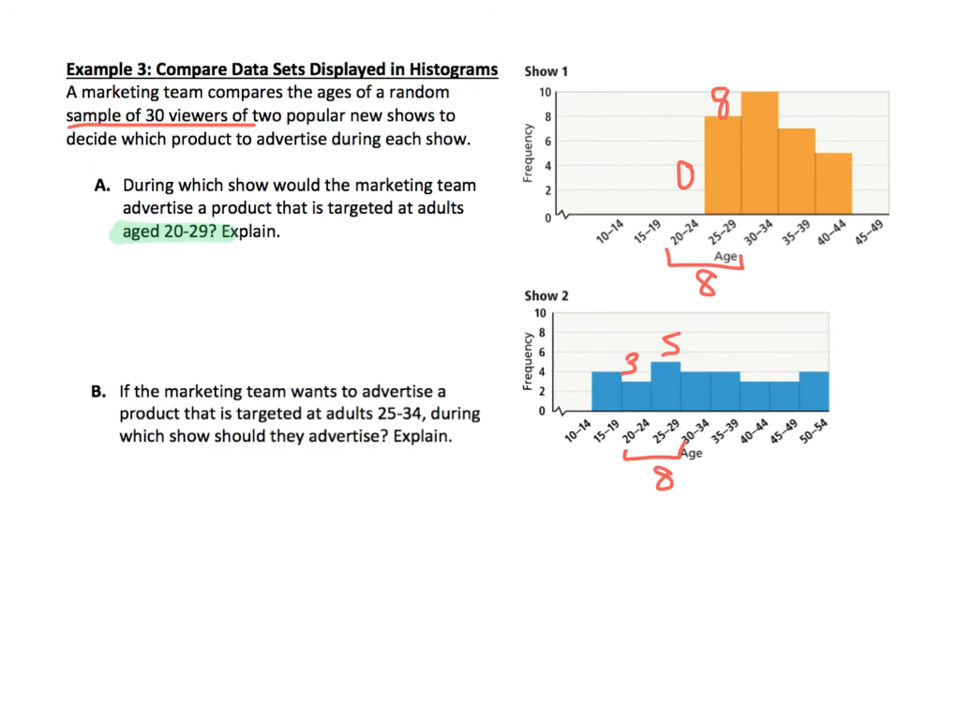 Example 3: Compare Data Sets Displayed in Histograms
A marketing team compares the ages of a random
sample of 30 viewers of two popular new shows to
decide which product to advertise during each show.
A. During which show would the marketing team
advertise a product that is targeted at adults
aged 20-29? Explain.
B. If the marketing team wants to advertise a
product that is targeted at adults 25-34, during
which show should they advertise? Explain.
Show 1
Frequency
10
8
6
4
2
0
8
0
10–14
15–19
20–24
25–29
30–34
35–39
40–44
45–49
Age
8
Show 2
Frequency
10
8
6
4
2
0
3
5
10–14
15–19
20–24
25–29
30–34
35–39
40–44
45–49
50–54
Age
8